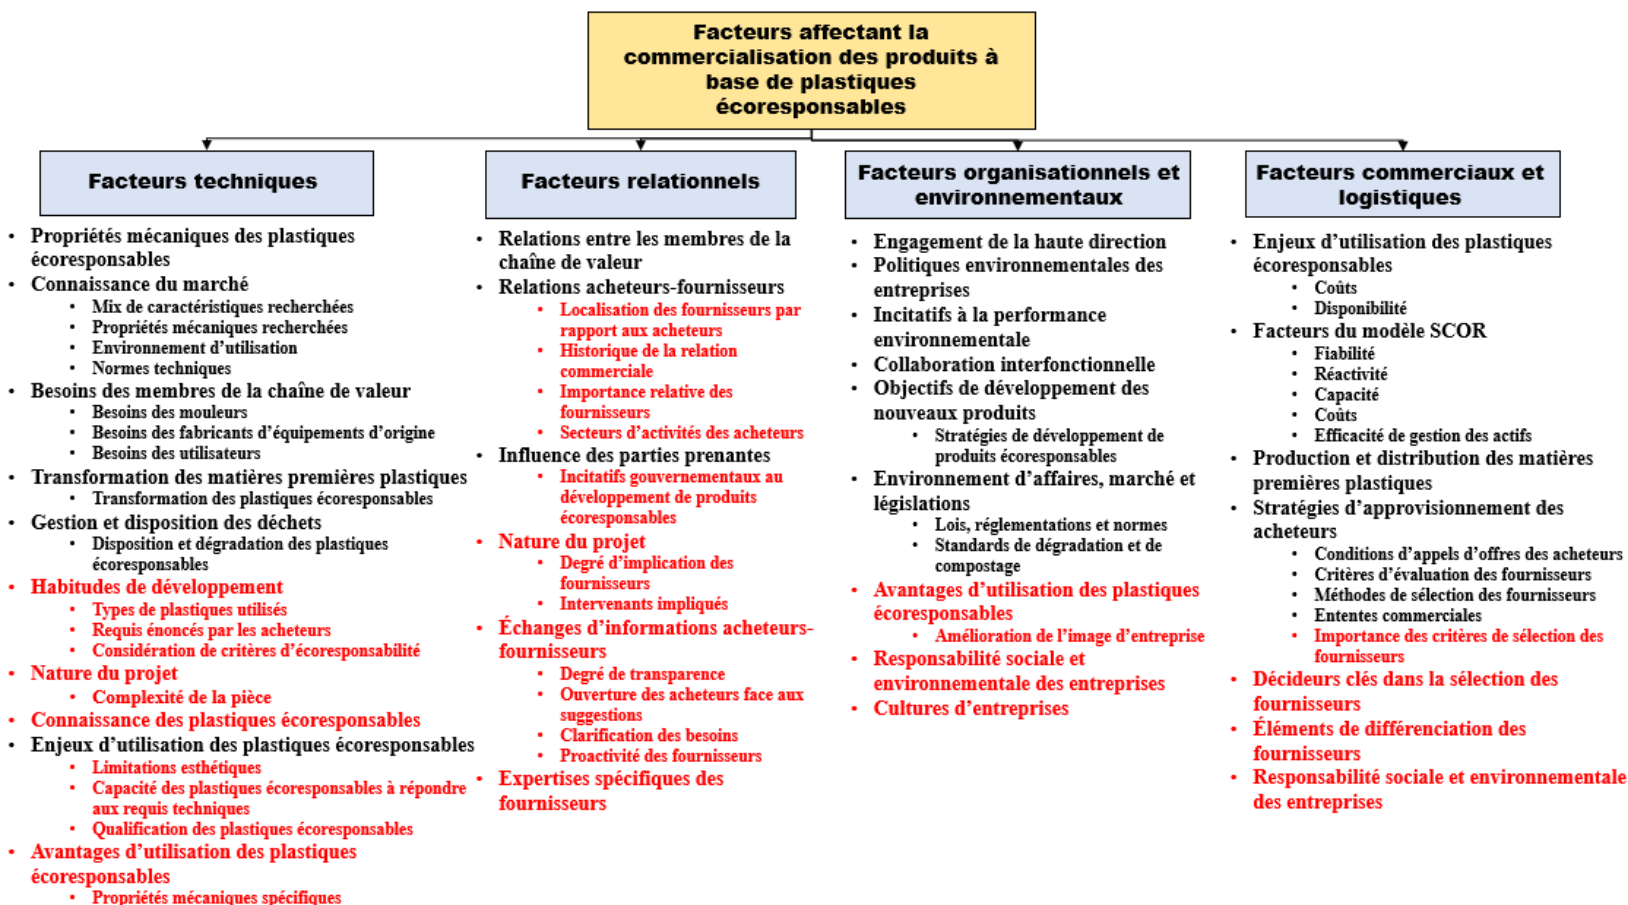 Facteurs affectant la
commercialisation des produits à
base de plastiques
écoresponsables
Facteurs techniques
• Propriétés mécaniques des plastiques
écoresponsables
• Connaissance du marché
• Mix de caractéristiques recherchées
• Propriétés mécaniques recherchées
• Environnement d'utilisation
• Normes techniques
• Besoins des membres de la chaîne de valeur
• Besoins des mouleurs
• Besoins des fabricants d'équipements d'origine
• Besoins des utilisateurs
• Transformation des matières premières plastiques
• Transformation des plastiques écoresponsables
• Gestion et disposition des déchets
• Disposition et dégradation des plastiques
écoresponsables
• Habitudes de développement
• Types de plastiques utilisés
• Requis énoncés par les acheteurs
• Considération de critères d'écoresponsabilité
• Nature du projet
• Complexité de la pièce
• Connaissance des plastiques écoresponsables
• Enjeux d'utilisation des plastiques écoresponsables
• Limitations esthétiques
• Capacité des plastiques écoresponsables à répondre
aux requis techniques
• Qualification des plastiques écoresponsables
• Avantages d'utilisation des plastiques
écoresponsables
• Propriétés mécaniques spécifiques
Facteurs relationnels
• Relations entre les membres de la
chaîne de valeur
• Relations acheteurs-fournisseurs
• Localisation des fournisseurs par
rapport aux acheteurs
• Historique de la relation
commerciale
• Importance relative des
fournisseurs
• Secteurs d'activités des acheteurs
• Influence des parties prenantes
• Incitatifs gouvernementaux au
développement de produits
écoresponsables
• Nature du projet
• Degré d'implication des
fournisseurs
• Intervenants impliqués
• Échanges d'informations acheteurs-
fournisseurs
• Degré de transparence
• Ouverture des acheteurs face aux
suggestions
• Clarification des besoins
• Proactivité des fournisseurs
• Expertises spécifiques des
fournisseurs
Facteurs organisationnels et
environnementaux
• Engagement de la haute direction
• Politiques environnementales des
entreprises
• Incitatifs à la performance
environnementale
• Collaboration interfonctionnelle
• Objectifs de développement des
nouveaux produits
• Stratégies de développement de
produits écoresponsables
• Environnement d'affaires, marché et
législations
• Lois, réglementations et normes
• Standards de dégradation et de
compostage
• Avantages d'utilisation des plastiques
écoresponsables
• Amélioration de l'image d'entreprise
• Responsabilité sociale et
environnementale des entreprises
• Cultures d'entreprises
Facteurs commerciaux et
logistiques
• Enjeux d'utilisation des plastiques
écoresponsables
• Coûts
• Disponibilité
• Facteurs du modèle SCOR
• Fiabilité
• Réactivité
• Capacité
• Coûts
• Efficacité de gestion des actifs
• Production et distribution des matières
premières plastiques
• Stratégies d'approvisionnement des
acheteurs
• Conditions d'appels d'offres des acheteurs
• Critères d'évaluation des fournisseurs
• Méthodes de sélection des fournisseurs
• Ententes commerciales
• Importance des critères de sélection des
fournisseurs
• Décideurs clés dans la sélection des
fournisseurs
• Éléments de différenciation des
fournisseurs
• Responsabilité sociale et environnementale
des entreprises